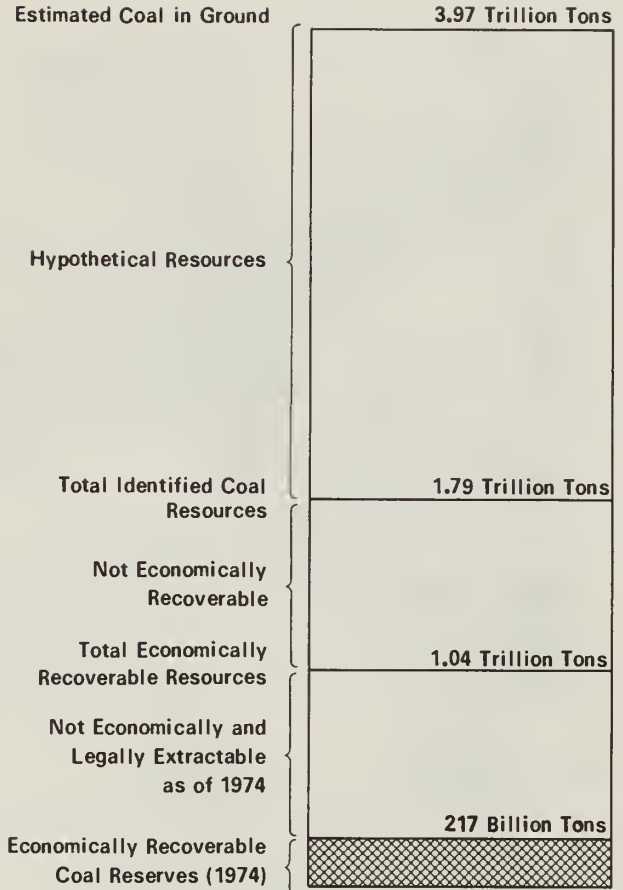 Estimated Coal in Ground 3.97 Trillion Tons
Hypothetical Resources
Total Identified Coal 1.79 Trillion Tons
Resources
Not Economically
Recoverable
Total Economically 1.04 Trillion Tons
Recoverable Resources
Not Economically and
Legally Extractable
as of 1974
217 Billion Tons
Economically Recoverable
Coal Reserves (1974)